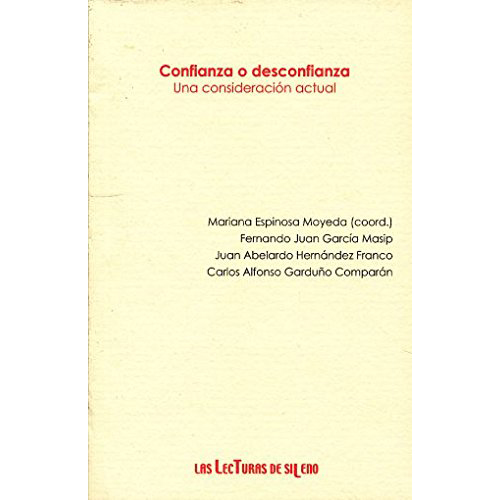 Confianza o desconfianza
Una consideración actual
Mariana Espinosa Moyeda (coord.)
Fernando Juan García Masip
Juan Abelardo Hernández Franco
Carlos Alfonso Garduño Comparán
LAS LECTURAS DE SILENO